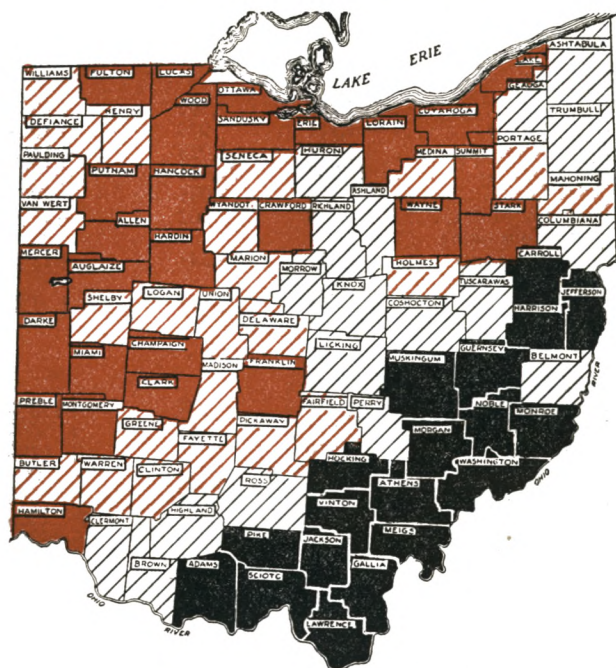 ASHTABULA
LAKE ERIE
LAKE
GEAUGA
WILLIAMS
FULTON
LUCAS
OTTAWA
WOOD
SANDUSKY
ERIE
LORAIN
CUYAHOGA
TRUMBULL
DEFIANCE
HENRY
PORTAGE
PAULDING
SENECA
HURON
MEDINA
SUMMIT
MAHONING
PUTNAM
HANCOCK
ASHLAND
VAN WERT
WYANDOT
CRAWFORD
RICHLAND
WAYNE
STARK
COLUMBIANA
ALLEN
HARDIN
MERCER
AUGLAIZE
MARION
MORROW
HOLMES
CARROLL
TUSCARAWAS
JEFFERSON
SHELBY
LOGAN
UNION
KNOX
COSHOCTON
HARRISON
DARKE
DELAWARE
CHAMPAIGN
LICKING
GUERNSEY
BELMONT
MIAMI
MADISON
FRANKLIN
MUSKINGUM
CLARK
PREBLE
MONTGOMERY
FAIRFIELD
PERRY
NOBLE
MONROE
GREENE
PICKAWAY
MORGAN
FAYETTE
HOCKING
WASHINGTON
BUTLER
WARREN
CLINTON
ROSS
ATHENS
VINTON
HAMILTON
CLERMONT
HIGHLAND
PIKE
JACKSON
MEIGS
BROWN
ADAMS
SCIOTO
GALLIA
LAWRENCE
OHIO RIVER
OHIO RIVER